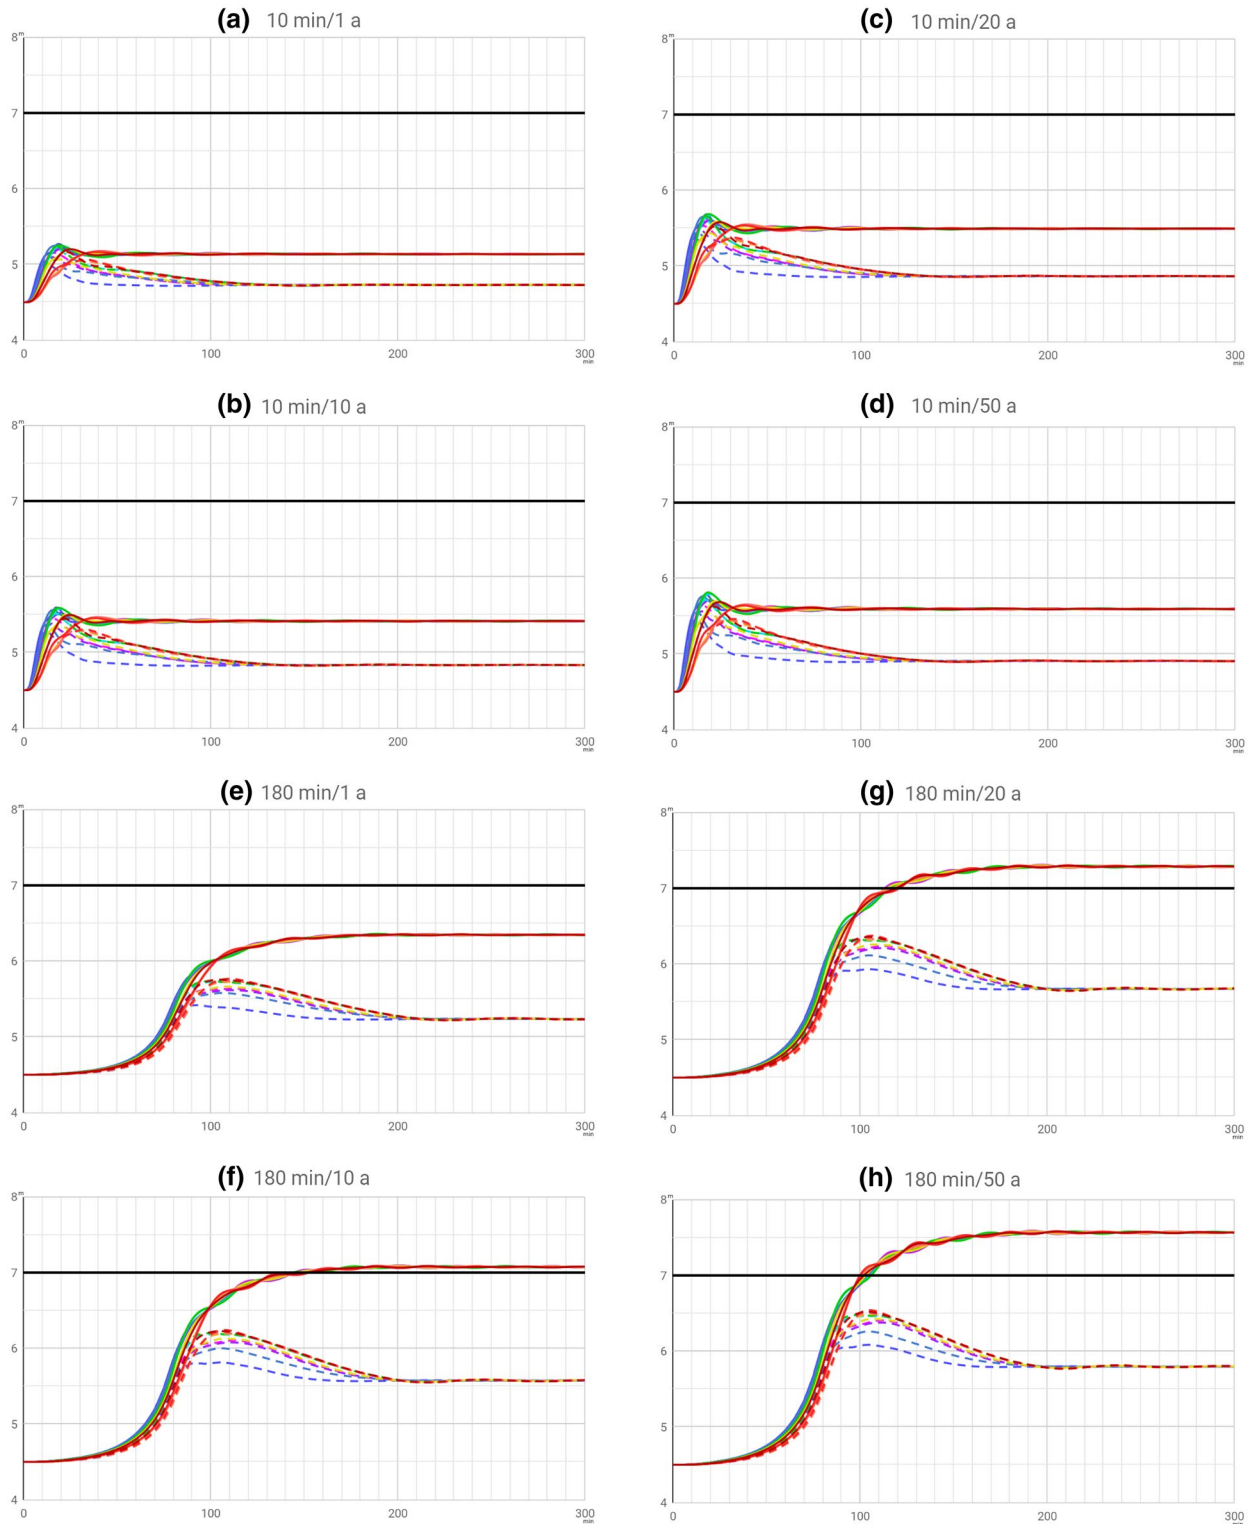 (a) 10 min/1 a
8m
7
6
5
4
0 100 200 300
min
(c) 10 min/20 a
8m
7
6
5
4
0 100 200 300
min
(b) 10 min/10 a
8m
7
6
5
4
0 100 200 300
min
(d) 10 min/50 a
8m
7
6
5
4
0 100 200 300
min
(e) 180 min/1 a
8m
7
6
5
4
0 100 200 300
min
(g) 180 min/20 a
8m
7
6
5
4
0 100 200 300
min
(f) 180 min/10 a
8m
7
6
5
4
0 100 200 300
min
(h) 180 min/50 a
8m
7
6
5
4
0 100 200 300
min